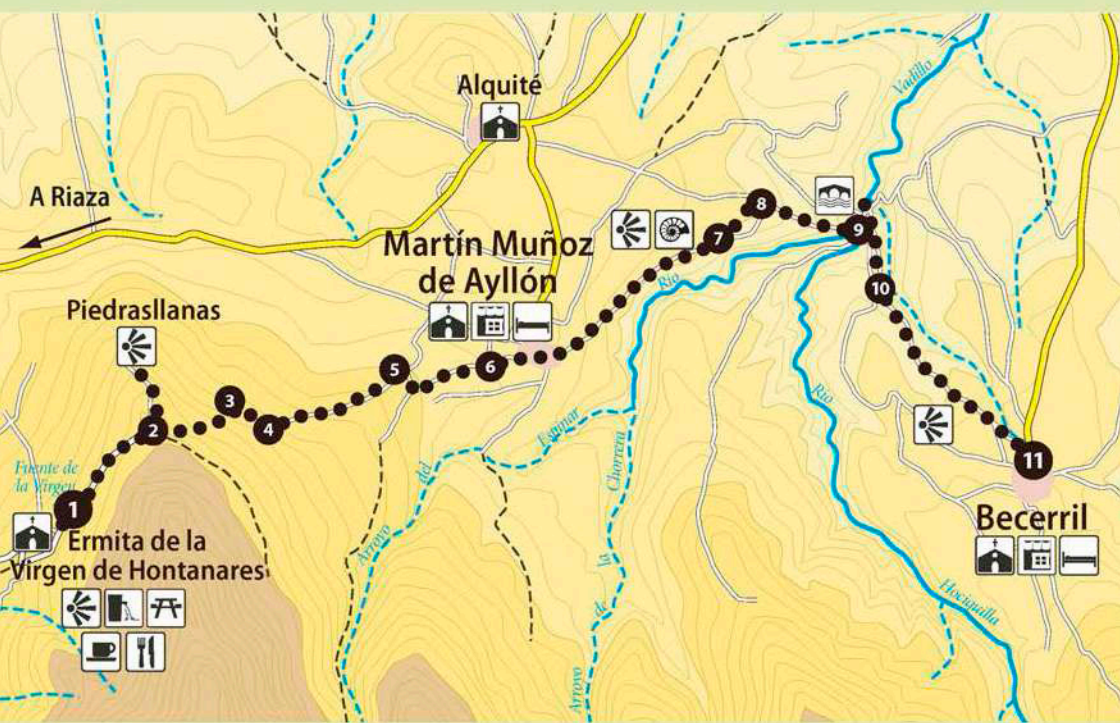 Alquité
Vadillo
A Riaza
8
7
9
Martín Muñoz
de Ayllón
Río
10
Piedrasllanas
5
6
3
2
4
Río
Espinar
del
Chorrera
la
de
Arroyo
Arroyo
Fuente de
la Virgen
1
11
Ermita de la
Virgen de Hontanares
Becerril
Hociquilla